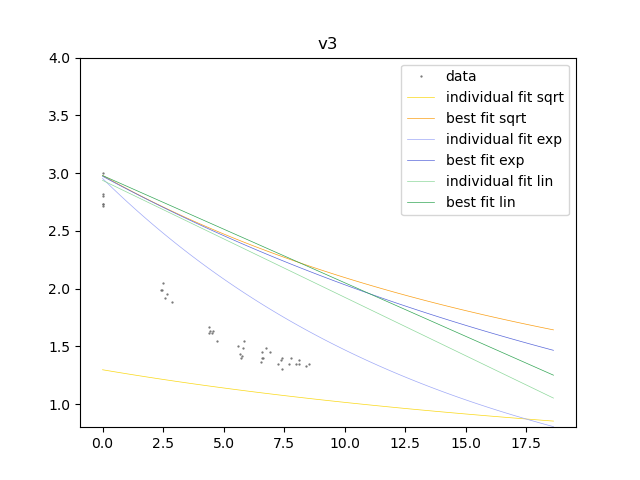 v3
4.0
3.5
3.0
2.5
2.0
1.5
1.0
0.0
2.5
5.0
7.5
10.0
12.5
15.0
17.5
data
individual fit sqrt
best fit sqrt
individual fit exp
best fit exp
individual fit lin
best fit lin